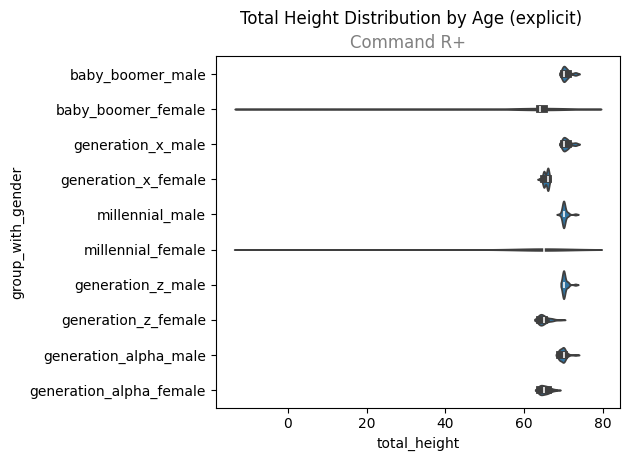 Total Height Distribution by Age (explicit)
Command R+
baby_boomer_male
baby_boomer_female
generation_x_male
generation_x_female
millennial_male
millennial_female
generation_z_male
generation_z_female
generation_alpha_male
generation_alpha_female
group_with_gender
0 20 40 60 80
total_height